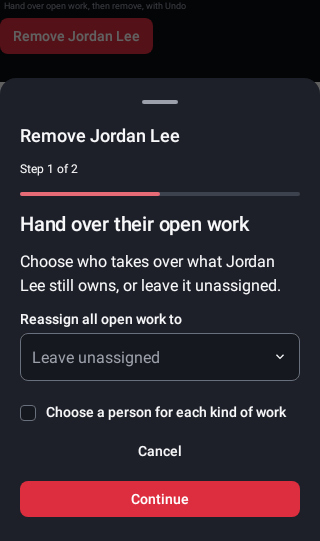 Hand over open work, then remove, with Undo
Remove Jordan Lee
Remove Jordan Lee
Step 1 of 2
Hand over their open work
Choose who takes over what Jordan
Lee still owns, or leave it unassigned.
Reassign all open work to
Leave unassigned
Choose a person for each kind of work
Cancel
Continue